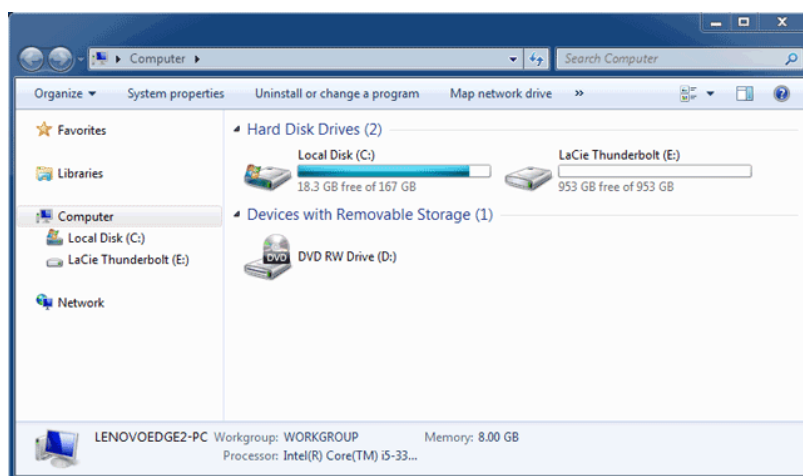 Computer
Search Computer
Organize
System properties
Uninstall or change a program
Map network drive
»
Favorites
Libraries
Computer
Local Disk (C:)
LaCie Thunderbolt (E:)
Network
Hard Disk Drives (2)
Local Disk (C:)
18.3 GB free of 167 GB
LaCie Thunderbolt (E:)
953 GB free of 953 GB
Devices with Removable Storage (1)
DVD
DVD RW Drive (D:)
LENOVOEDGE2-PC Workgroup: WORKGROUP Memory: 8.00 GB
Processor: Intel(R) Core(TM) i5-33...